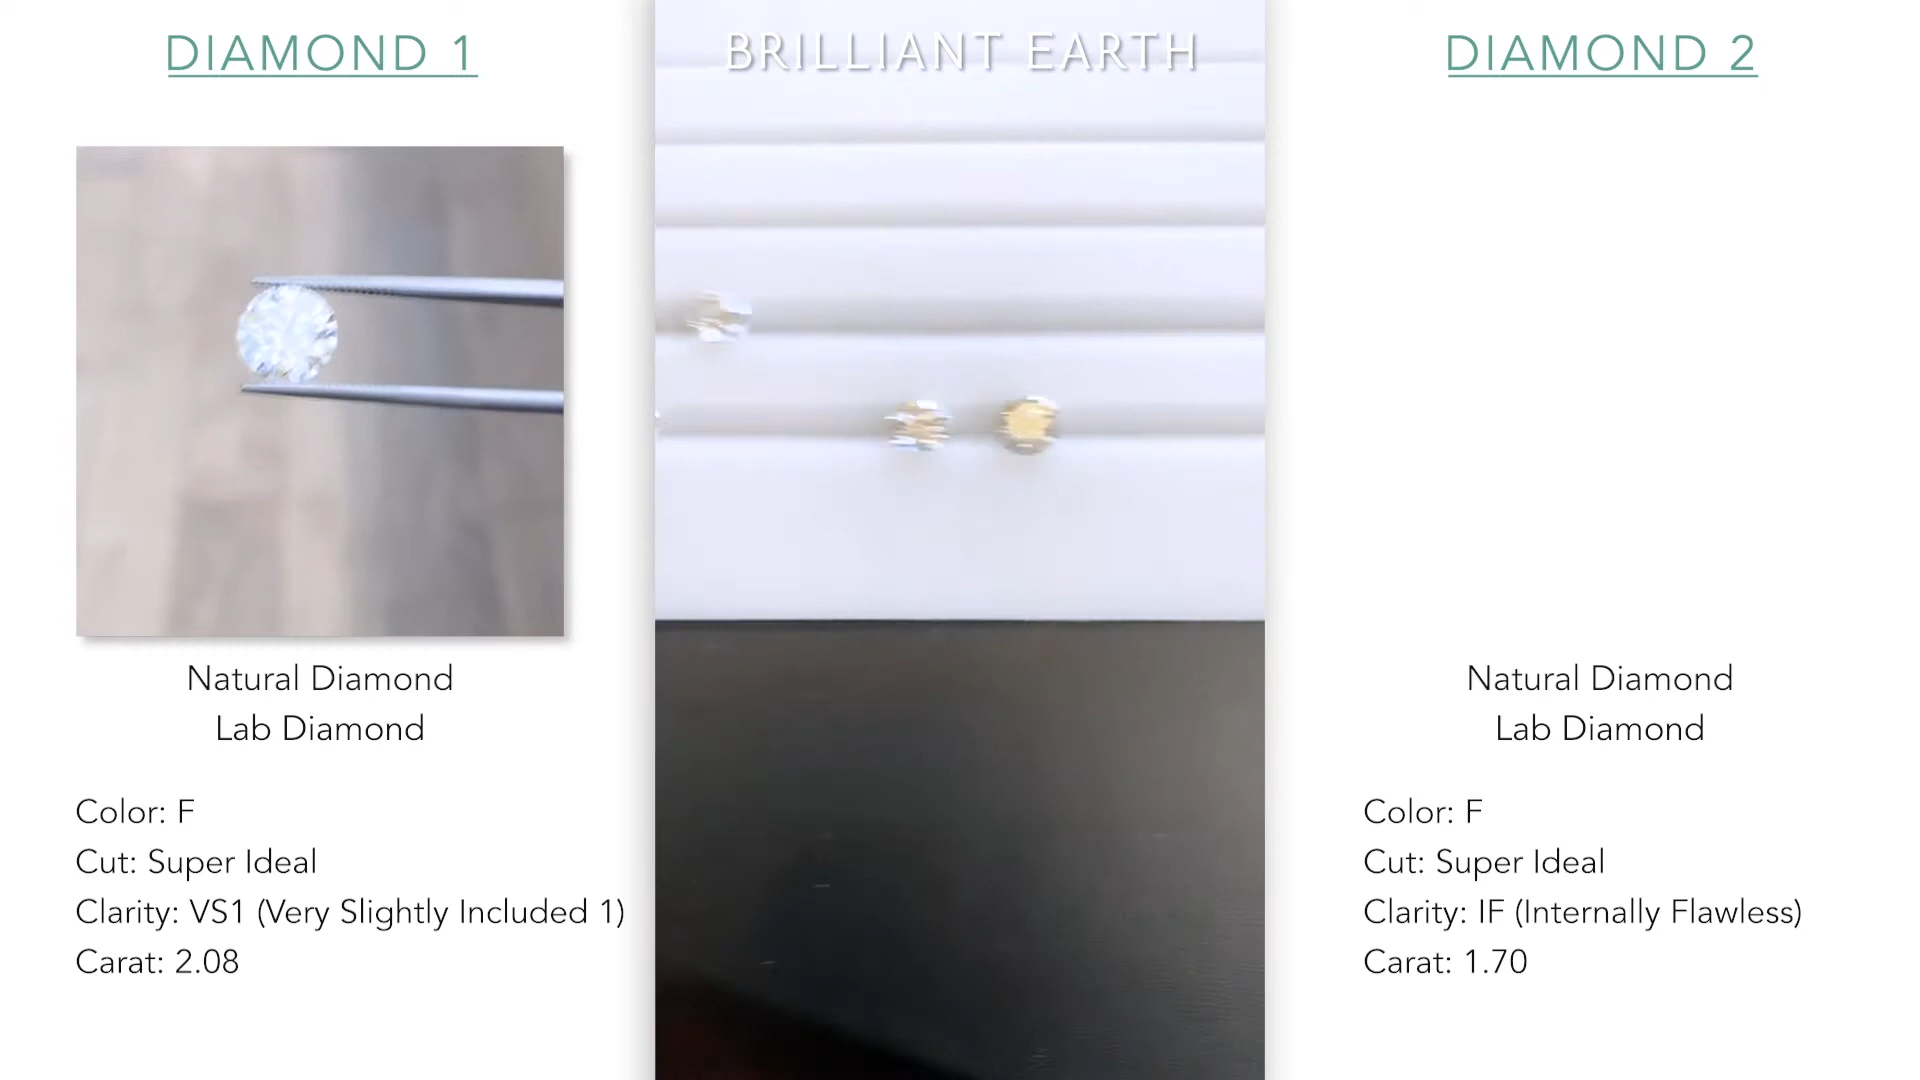 DIAMOND 1
Natural Diamond
Lab Diamond
Color: F
Cut: Super Ideal
Clarity: VS1 (Very Slightly Included 1)
Carat: 2.08
BRILLIANT EARTH
DIAMOND 2
Natural Diamond
Lab Diamond
Color: F
Cut: Super Ideal
Clarity: IF (Internally Flawless)
Carat: 1.70